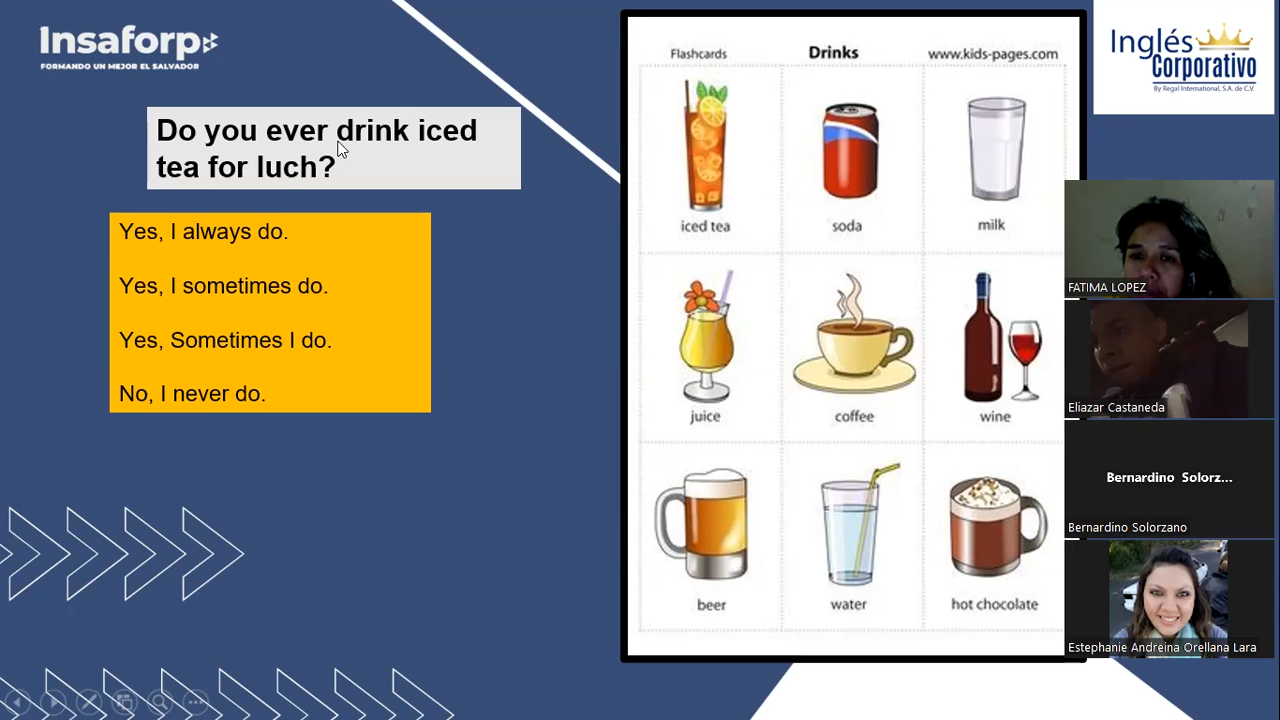 Insaforp
FORMANDO UN MEJOR EL SALVADOR
Do you ever drink iced
tea for luch?
Yes, I always do.
Yes, I sometimes do.
Yes, Sometimes I do.
No, I never do.
Flashcards Drinks www.kids-pages.com
iced tea soda milk
juice coffee wine
beer water hot chocolate
Inglés
Corporativo
By Regal International, S.A. de C.V.
FATIMA LOPEZ
Eliazar Castaneda
Bernardino Solorz...
Bernardino Solorzano
Estephanie Andreina Orellana Lara